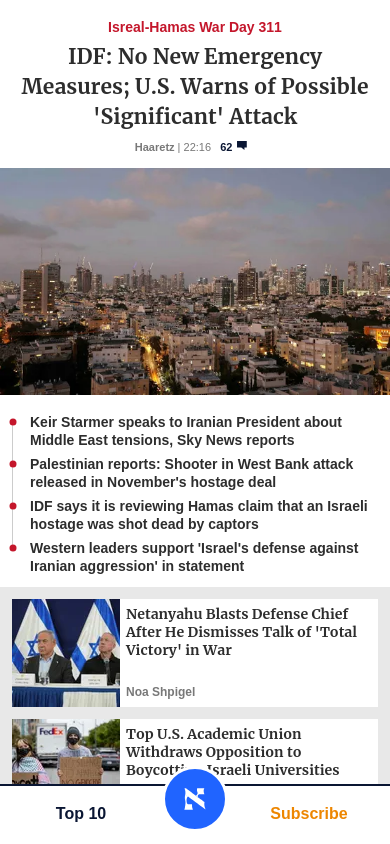 Isreal-Hamas War Day 311
IDF: No New Emergency
Measures; U.S. Warns of Possible
'Significant' Attack
Haaretz | 22:16 62
Keir Starmer speaks to Iranian President about
Middle East tensions, Sky News reports
Palestinian reports: Shooter in West Bank attack
released in November's hostage deal
IDF says it is reviewing Hamas claim that an Israeli
hostage was shot dead by captors
Western leaders support 'Israel's defense against
Iranian aggression' in statement
Netanyahu Blasts Defense Chief
After He Dismisses Talk of 'Total
Victory' in War
Noa Shpigel
FedEx
Top U.S. Academic Union
Withdraws Opposition to
Israeli Universities
Top 10
Subscribe